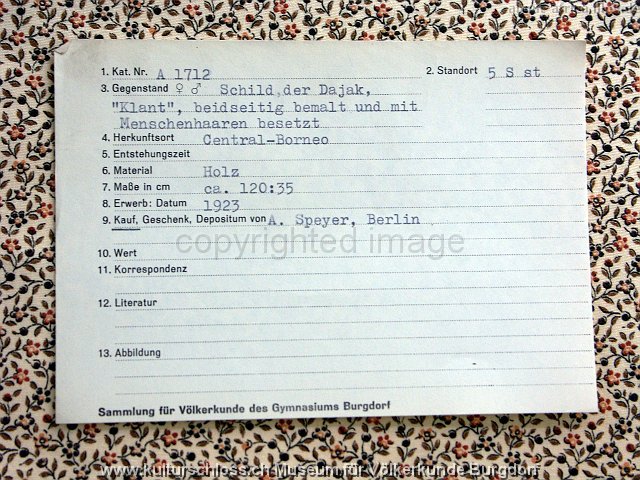 1. Kat. Nr. A 1712 2. Standort 5 S st
3. Gegenstand ♀ ♂ Schild der Dajak,
"Klant", beidseitig bemalt und mit
Menschenhaaren besetzt
4. Herkunftsort Central-Borneo
5. Entstehungszeit
6. Material Holz
7. Maße in cm ca. 120:35
8. Erwerb: Datum 1923
9. Kauf, Geschenk, Depositum von A. Speyer, Berlin
copyrighted image
10. Wert
11. Korrespondenz
12. Literatur
13. Abbildung
Sammlung für Völkerkunde des Gymnasiums Burgdorf
www.kulturschloss.ch Museum für Völkerkunde Burgdorf